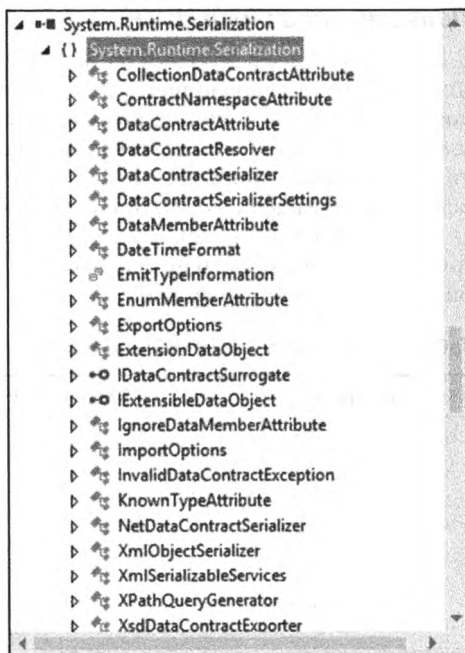 System.Runtime.Serialization
{ } System.Runtime.Serialization
CollectionDataContractAttribute
ContractNamespaceAttribute
DataContractAttribute
DataContractResolver
DataContractSerializer
DataContractSerializerSettings
DataMemberAttribute
DateTimeFormat
EmitTypeInformation
EnumMemberAttribute
ExportOptions
ExtensionDataObject
IDataContractSurrogate
IExtensibleDataObject
IgnoreDataMemberAttribute
ImportOptions
InvalidDataContractException
KnownTypeAttribute
NetDataContractSerializer
XmlObjectSerializer
XmlSerializableServices
XPathQueryGenerator
XsdDataContractExporter